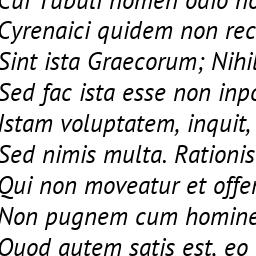 Cur Tubuli nomen odio no
Cyrenaici quidem non rec
Sint ista Graecorum; Nihil
Sed fac ista esse non inpo
Istam voluptatem, inquit,
Sed nimis multa. Rationis
Qui non moveatur et offer
Non pugnem cum homine
Quod autem satis est, eo